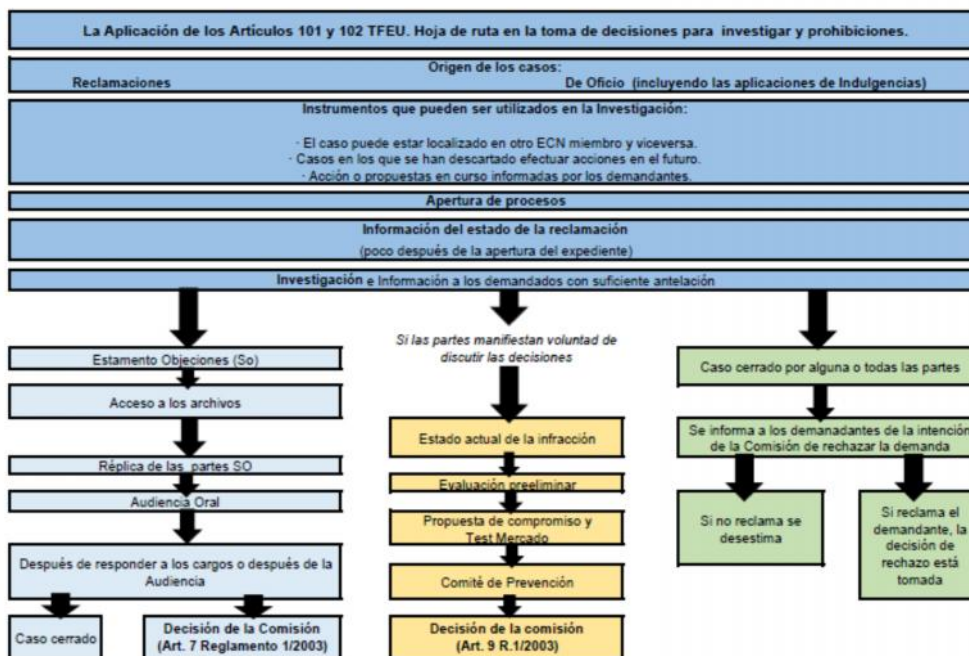 La Aplicación de los Artículos 101 y 102 TFEU. Hoja de ruta en la toma de decisiones para investigar y prohibiciones.
Origen de los casos:
Reclamaciones De Oficio (incluyendo las aplicaciones de Indulgencias)
Instrumentos que pueden ser utilizados en la Investigación:
· El caso puede estar localizado en otro ECN miembro y viceversa.
· Casos en los que se han descartado efectuar acciones en el futuro.
· Acción o propuestas en curso informadas por los demandantes.
Apertura de procesos
Información del estado de la reclamación
(poco después de la apertura del expediente)
Investigación e Información a los demandados con suficiente antelación
Estamento Objeciones (So)
Acceso a los archivos
Réplica de las partes SO
Audiencia Oral
Después de responder a los cargos o después de la
Audiencia
Caso cerrado
Decisión de la Comisión
(Art. 7 Reglamento 1/2003)
Si las partes manifiestan voluntad de
discutir las decisiones
Estado actual de la infracción
Evaluación preeliminar
Propuesta de compromiso y
Test Mercado
Comité de Prevención
Decisión de la comisión
(Art. 9 R.1/2003)
Caso cerrado por alguna o todas las partes
Se informa a los demanadantes de la intención
de la Comisión de rechazar la demanda
Si no reclama se
desestima
Si reclama el
demandante, la
decisión de
rechazo está
tomada